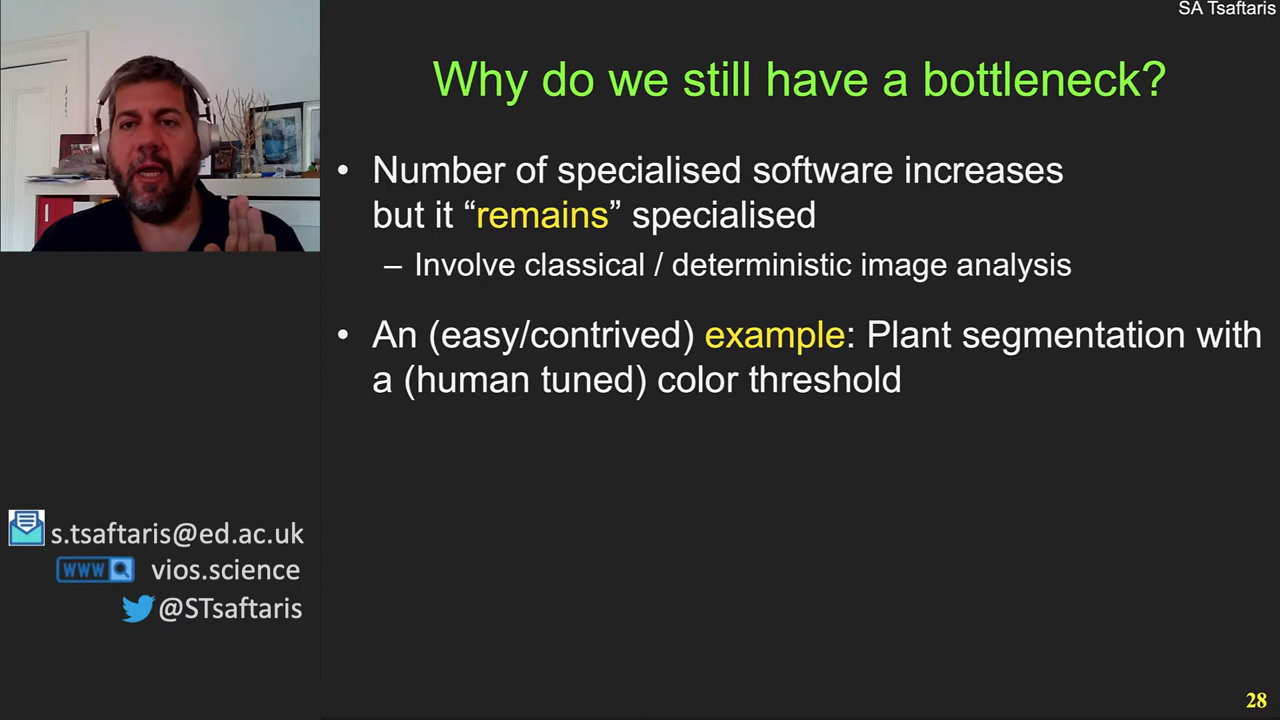 SA Tsaftaris
Why do we still have a bottleneck?
• Number of specialised software increases
but it “remains” specialised
– Involve classical / deterministic image analysis
• An (easy/contrived) example: Plant segmentation with
a (human tuned) color threshold
s.tsaftaris@ed.ac.uk
WWW vios.science
@STsaftaris
28